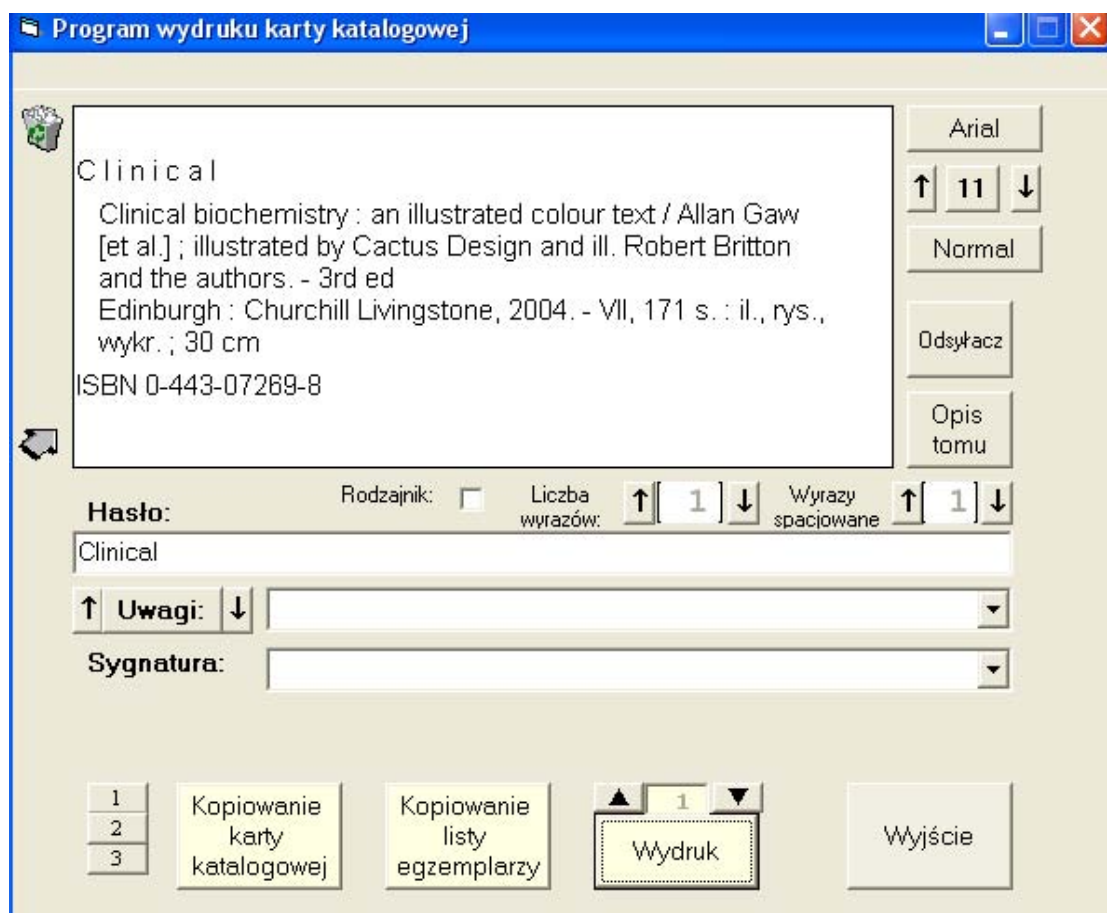 Program wydruku karty katalogowej
Arial
↑ 11 ↓
Normal
Odsyłacz
Opis
tomu
C l i n i c a l
Clinical biochemistry : an illustrated colour text / Allan Gaw
[et al.] ; illustrated by Cactus Design and ill. Robert Britton
and the authors. - 3rd ed
Edinburgh : Churchill Livingstone, 2004. - VII, 171 s. : il., rys.,
wykr. ; 30 cm
ISBN 0-443-07269-8
Hasło:
Rodzajnik:
Liczba
wyrazów:
↑ 1 ↓
Wyrazy
spacjowane
↑ 1 ↓
Clinical
↑ Uwagi: ↓
Sygnatura:
1
2
3
Kopiowanie
karty
katalogowej
Kopiowanie
listy
egzemplarzy
▲ 1 ▼
Wydruk
Wyjście